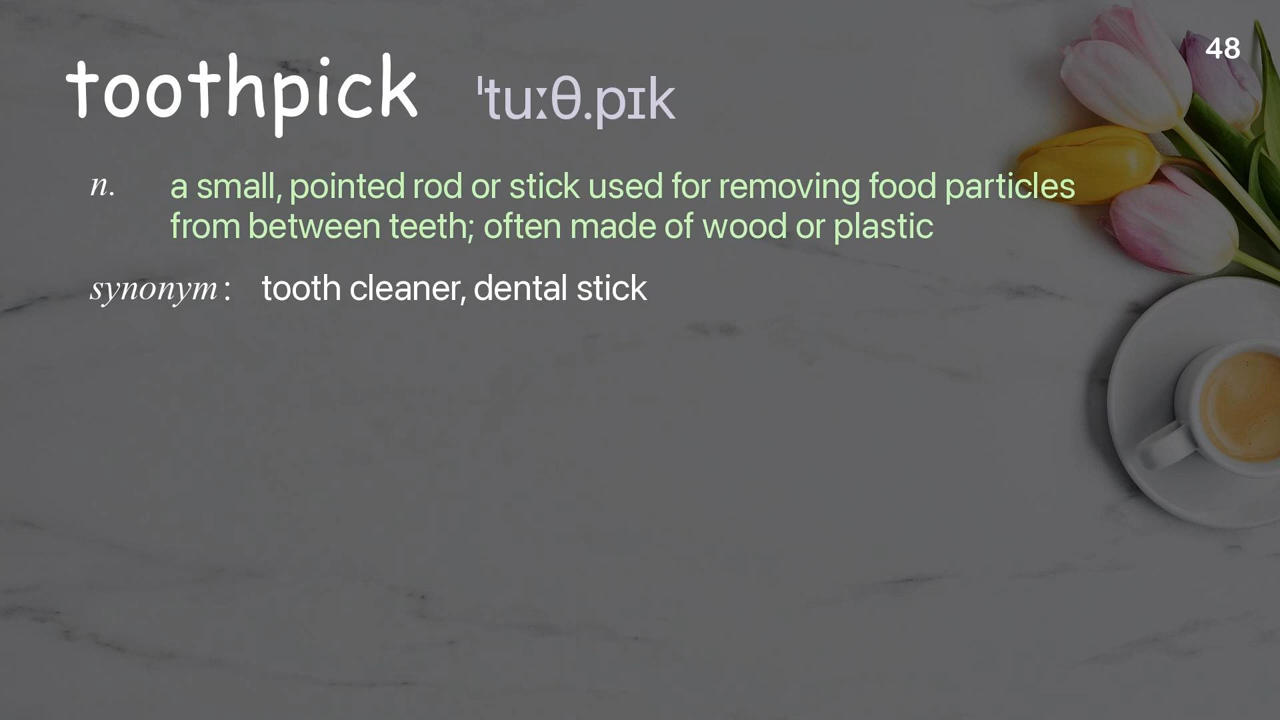 48
toothpick ˈtuːθ.pɪk
n. a small, pointed rod or stick used for removing food particles
from between teeth; often made of wood or plastic
synonym : tooth cleaner, dental stick